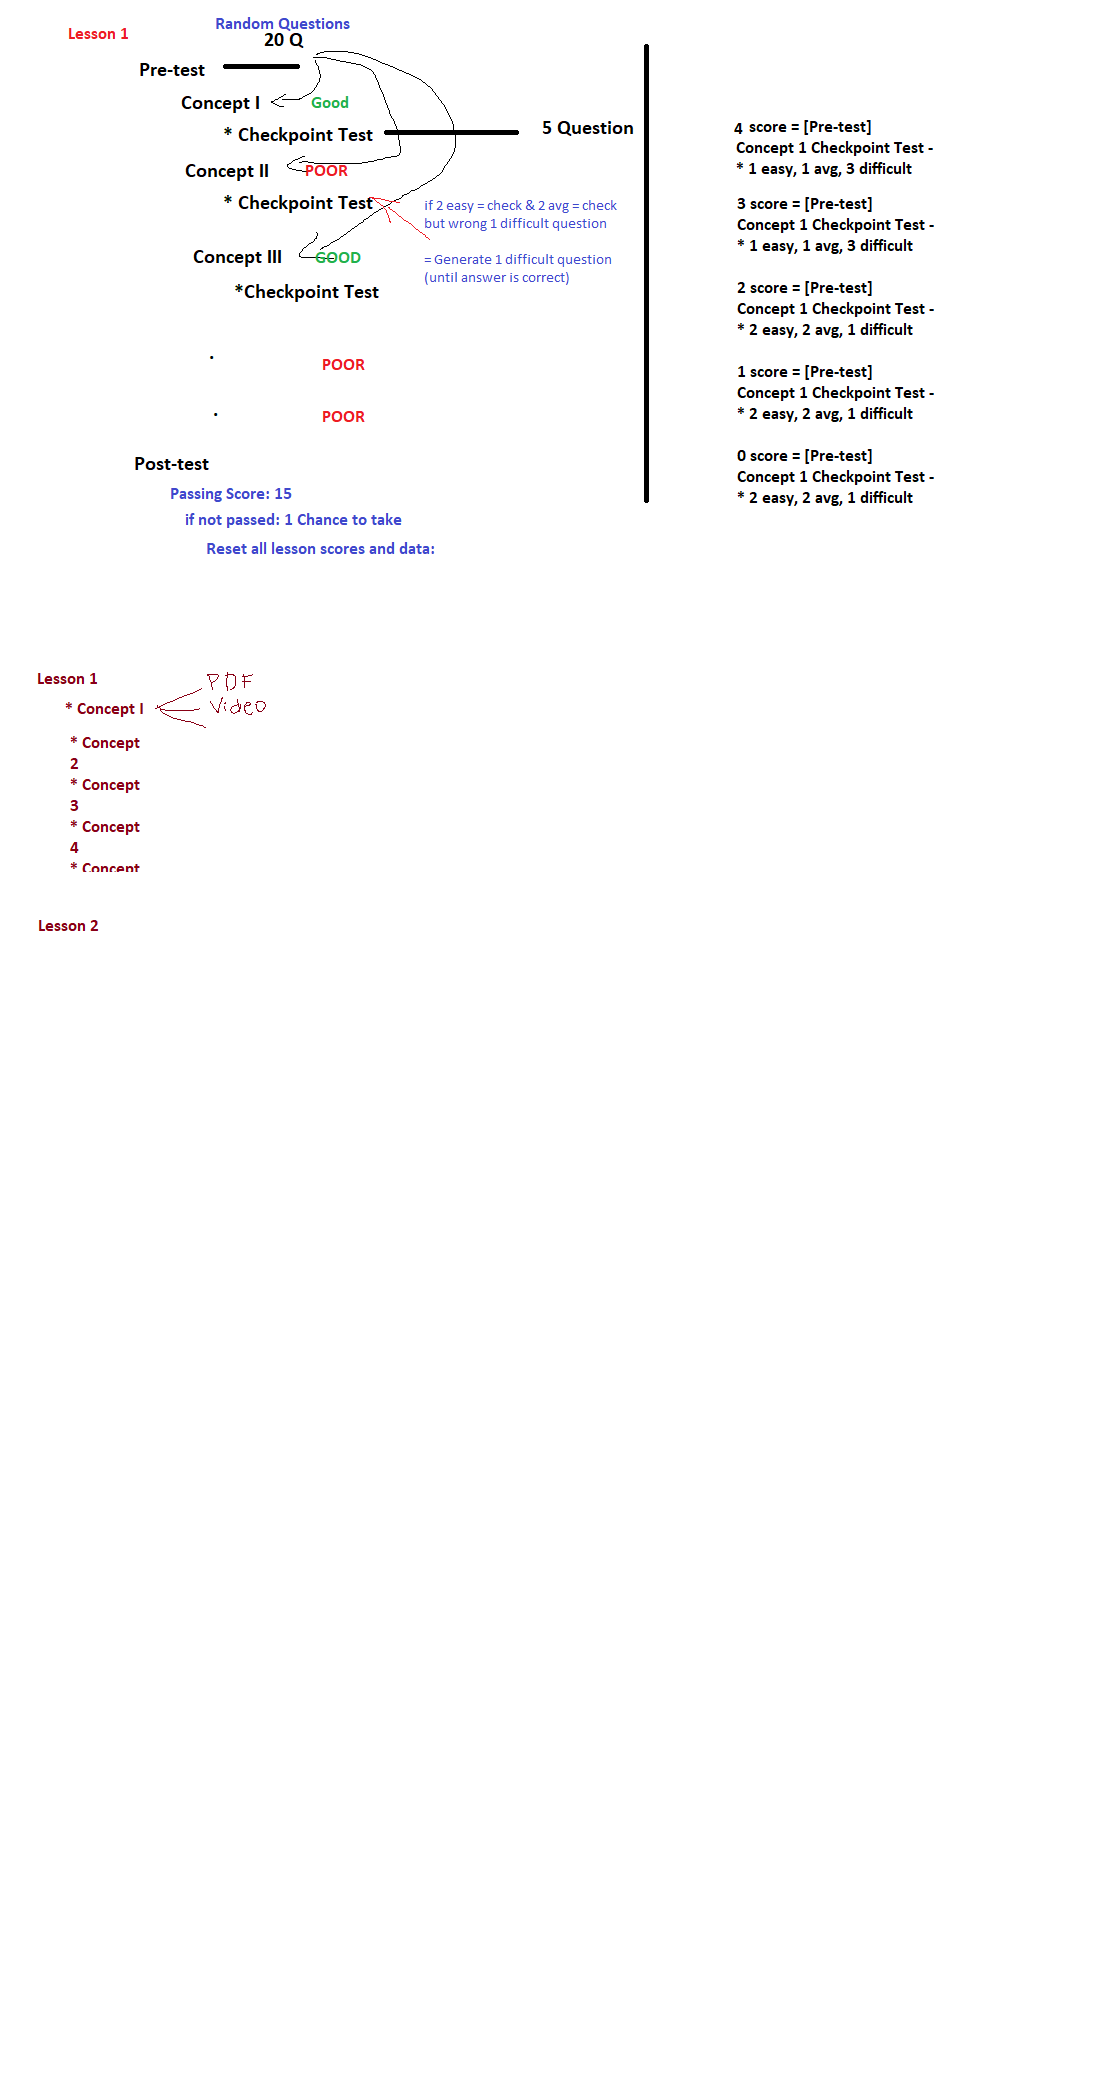 Lesson 1
Random Questions
20 Q
Pre-test
Concept I
Good
* Checkpoint Test
5 Question
Concept II
POOR
* Checkpoint Test
if 2 easy = check & 2 avg = check
but wrong 1 difficult question
= Generate 1 difficult question
(until answer is correct)
Concept III
GOOD
*Checkpoint Test
.
POOR
.
POOR
Post-test
Passing Score: 15
if not passed: 1 Chance to take
Reset all lesson scores and data:
4 score = [Pre-test]
Concept 1 Checkpoint Test -
* 1 easy, 1 avg, 3 difficult
3 score = [Pre-test]
Concept 1 Checkpoint Test -
* 1 easy, 1 avg, 3 difficult
2 score = [Pre-test]
Concept 1 Checkpoint Test -
* 2 easy, 2 avg, 1 difficult
1 score = [Pre-test]
Concept 1 Checkpoint Test -
* 2 easy, 2 avg, 1 difficult
0 score = [Pre-test]
Concept 1 Checkpoint Test -
* 2 easy, 2 avg, 1 difficult
Lesson 1
* Concept I
PDF
Video
* Concept
2
* Concept
3
* Concept
4
* Concept
Lesson 2